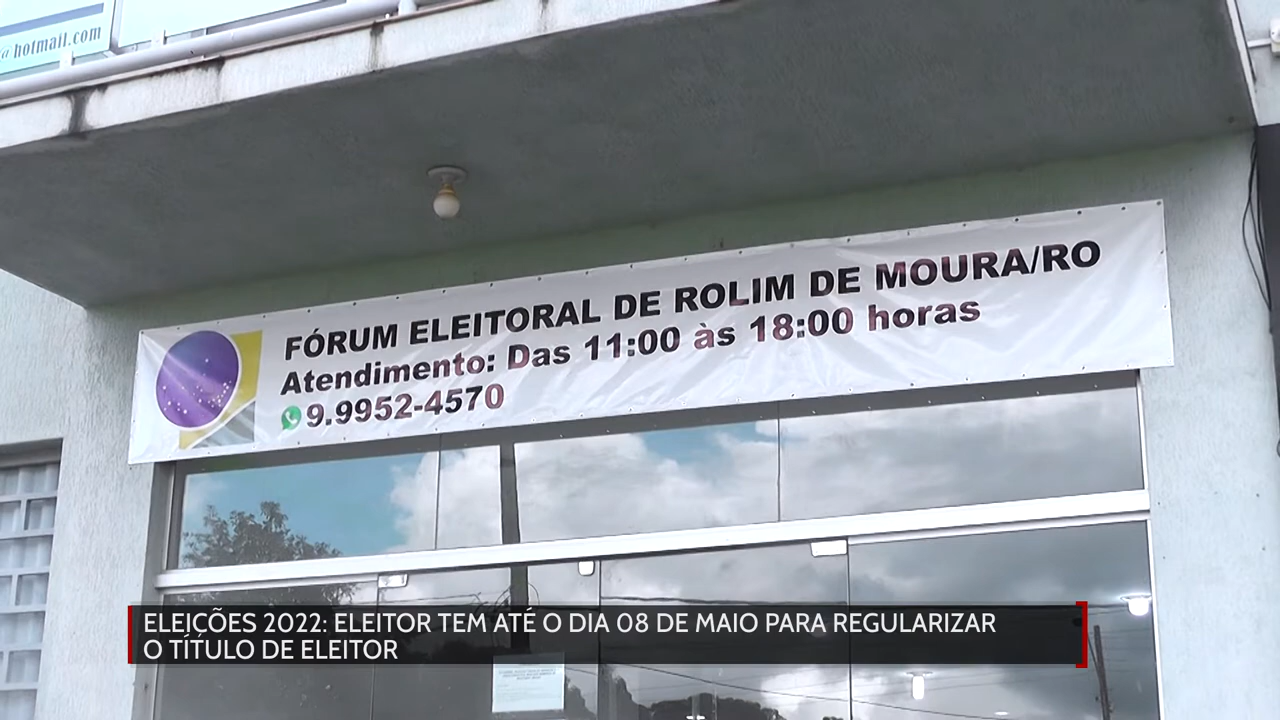 @hotmail.com
FÓRUM ELEITORAL DE ROLIM DE MOURA/RO
Atendimento: Das 11:00 às 18:00 horas
9.9952-4570
ELEIÇÕES 2022: ELEITOR TEM ATÉ O DIA 08 DE MAIO PARA REGULARIZAR
O TÍTULO DE ELEITOR